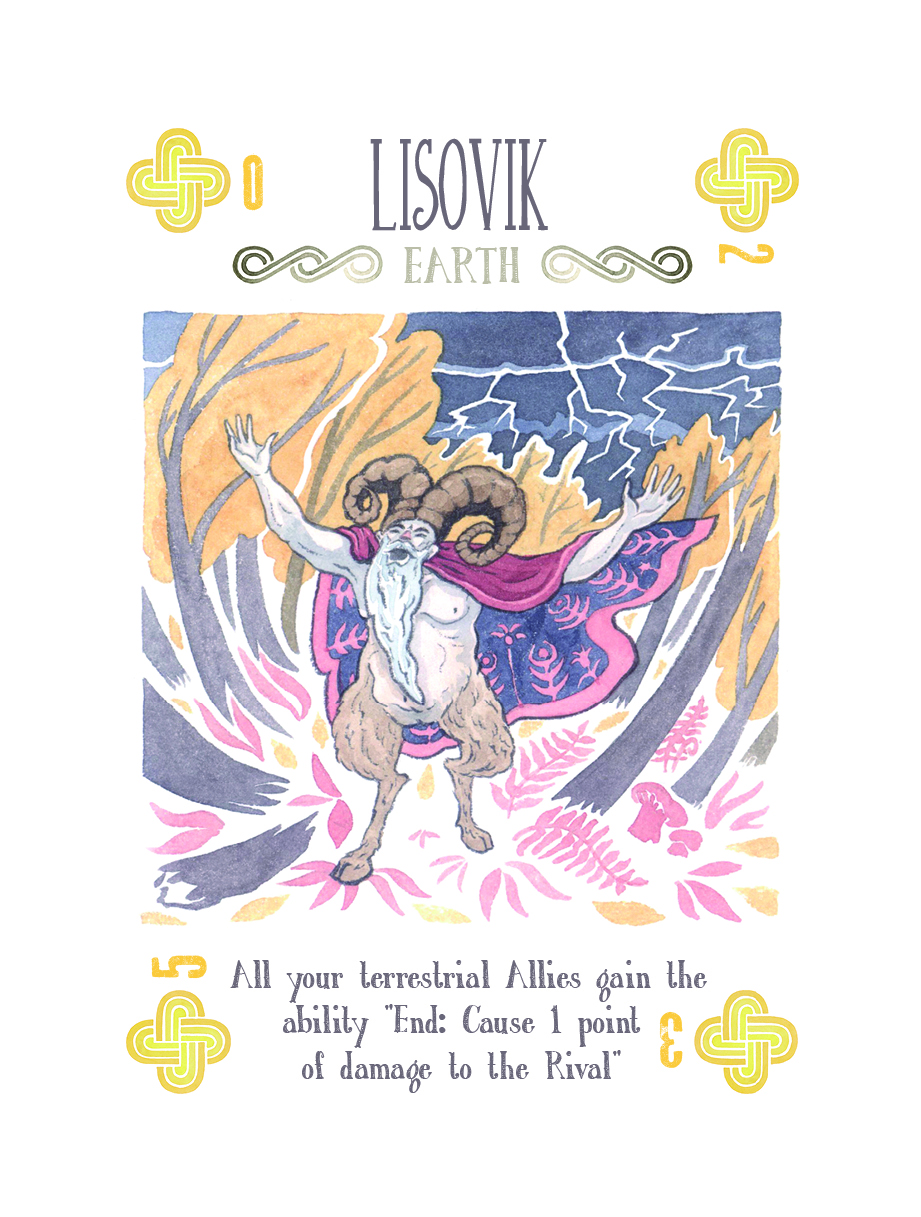 0
LISOVIK
2
EARTH
5
All your terrestrial Allies gain the
ability "End: Cause 1 point
3
of damage to the Rival"